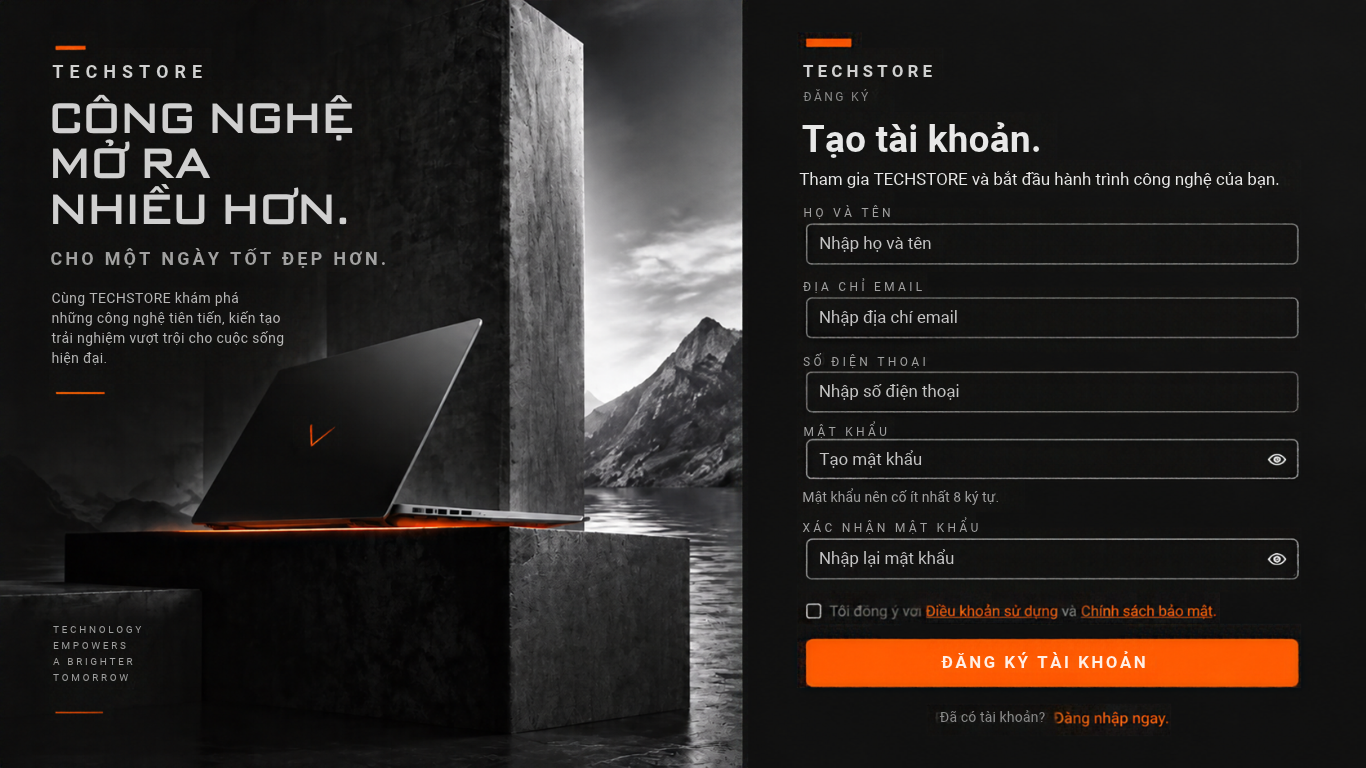 TECHSTORE
CÔNG NGHỆ
MỞ RA
NHIỀU HƠN.
CHO MỘT NGÀY TỐT ĐẸP HƠN.
Cùng TECHSTORE khám phá
những công nghệ tiên tiến, kiến tạo
trải nghiệm vượt trội cho cuộc sống
hiện đại.
TECHNOLOGY
EMPOWERS
A BRIGHTER
TOMORROW
TECHSTORE
ĐĂNG KÝ
Tạo tài khoản.
Tham gia TECHSTORE và bắt đầu hành trình công nghệ của bạn.
HỌ VÀ TÊN
Nhập họ và tên
ĐỊA CHỈ EMAIL
Nhập địa chỉ email
SỐ ĐIỆN THOẠI
Nhập số điện thoại
MẬT KHẨU
Tạo mật khẩu
Mật khẩu nên cố ít nhất 8 ký tự.
XÁC NHẬN MẬT KHẨU
Nhập lại mật khẩu
Tôi đông ý vơi Điều khoản sử dựng và Chính sách bảo mật.
ĐĂNG KÝ TÀI KHOẢN
Đã có tài khoản? Đàng nhập ngay.